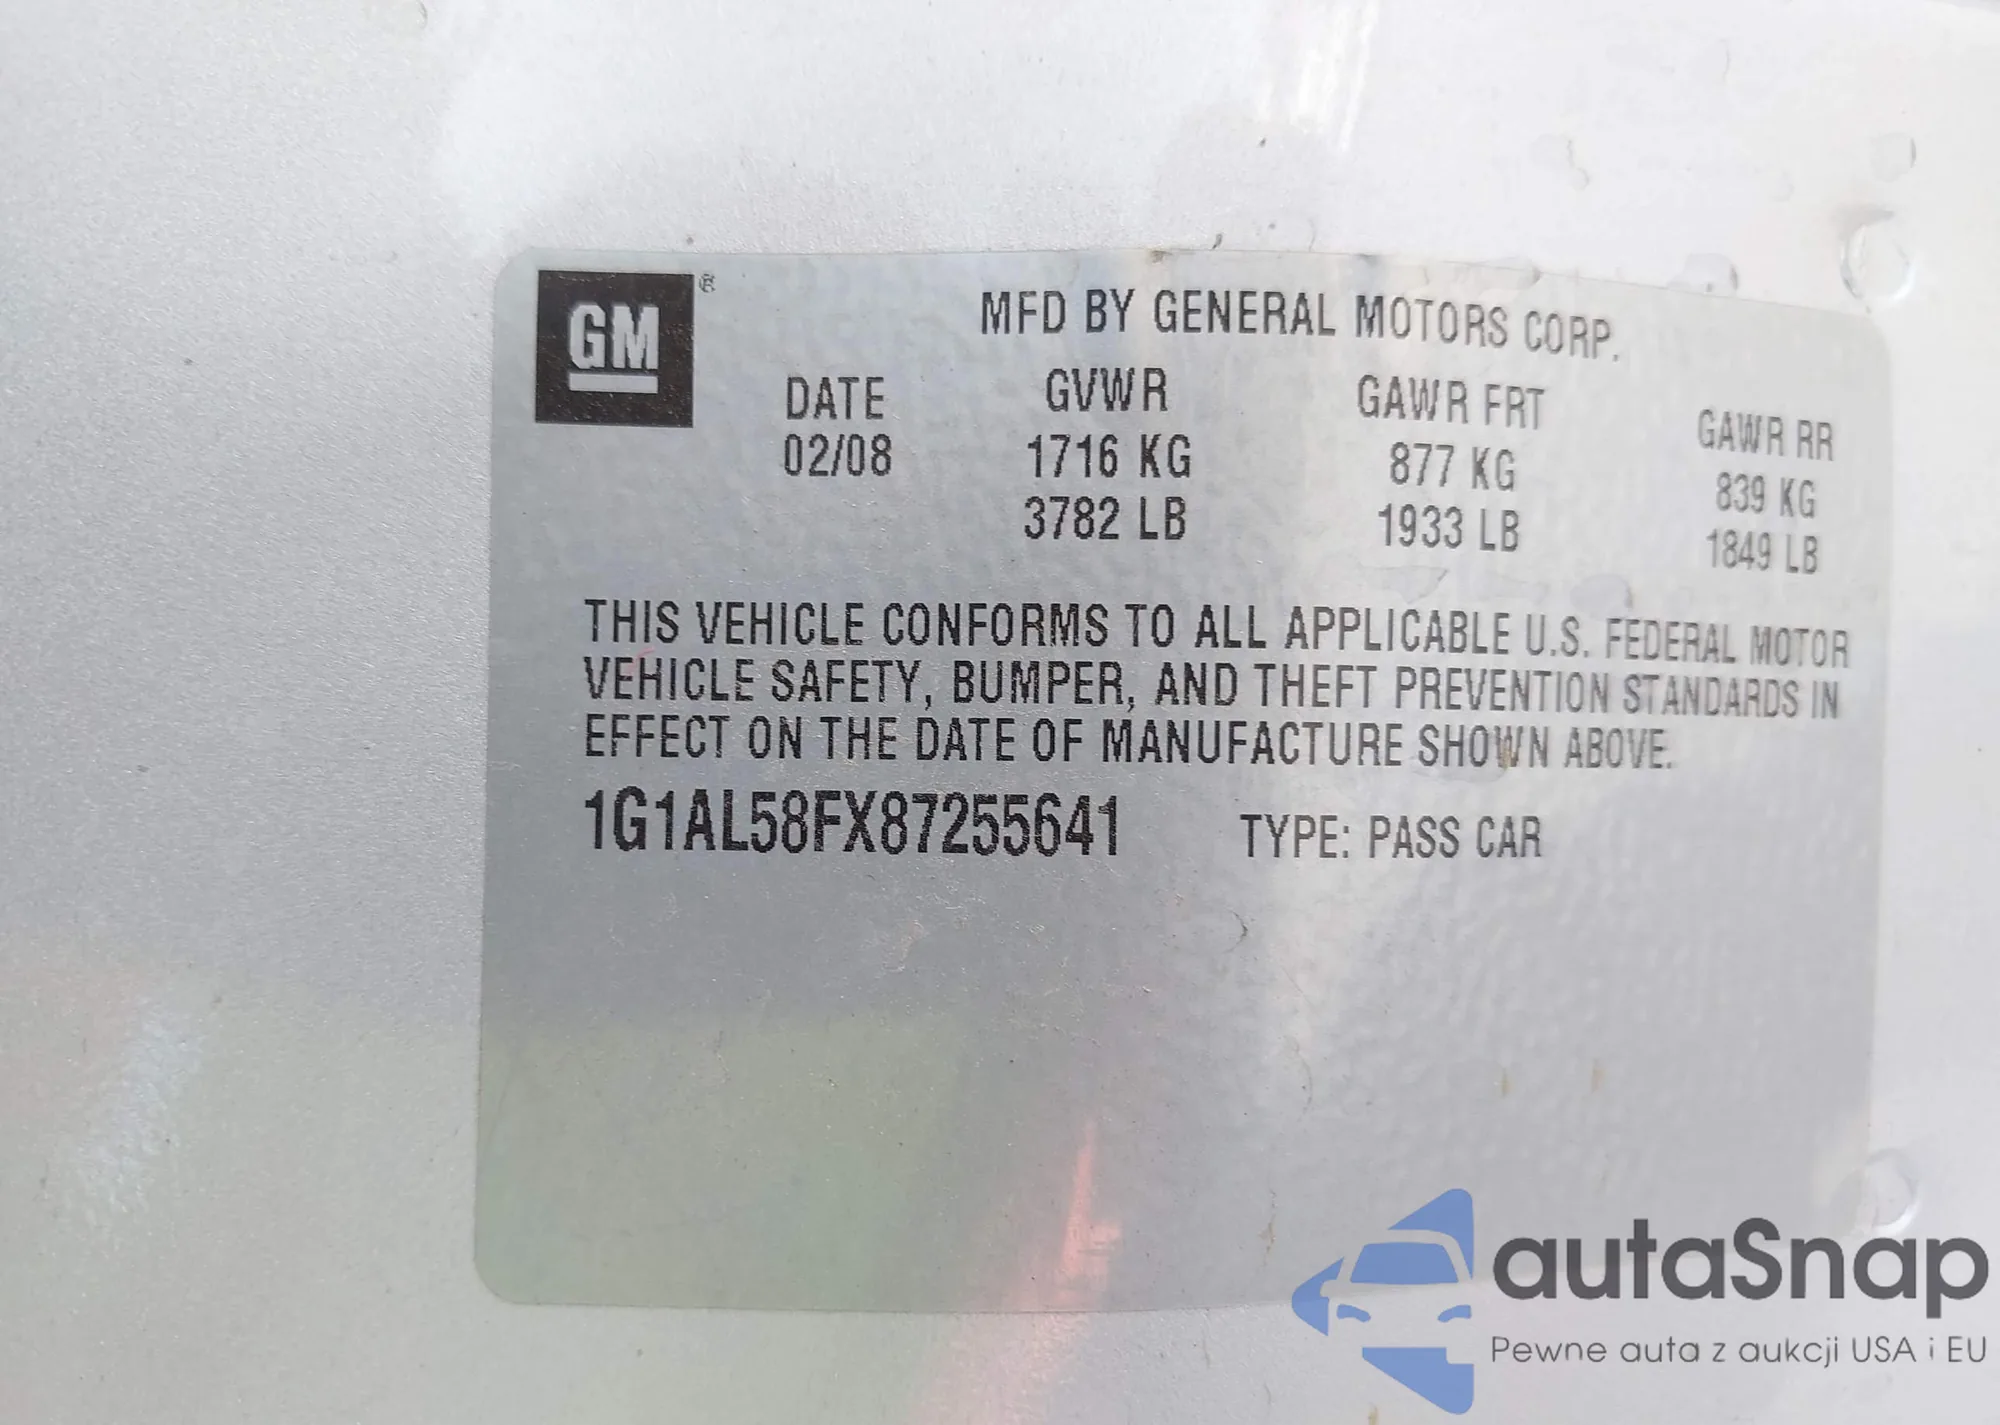 GM®
MFD BY GENERAL MOTORS CORP.
DATE GVWR GAWR FRT GAWR RR
02/08 1716 KG 877 KG 839 KG
3782 LB 1933 LB 1849 LB
THIS VEHICLE CONFORMS TO ALL APPLICABLE U.S. FEDERAL MOTOR
VEHICLE SAFETY, BUMPER, AND THEFT PREVENTION STANDARDS IN
EFFECT ON THE DATE OF MANUFACTURE SHOWN ABOVE.
1G1AL58FX87255641 TYPE: PASS CAR
autaSnap
Pewne auta z aukcji USA i EU